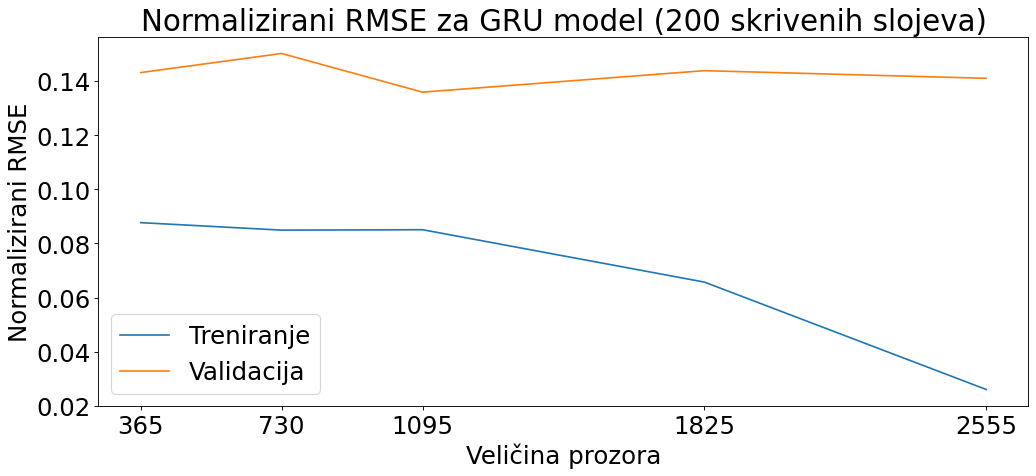 Normalizirani RMSE za GRU model (200 skrivenih slojeva)
Normalizirani RMSE
0.14
0.12
0.10
0.08
0.06
0.04
0.02
Treniranje
Validacija
365 730 1095 1825 2555
Veličina prozora